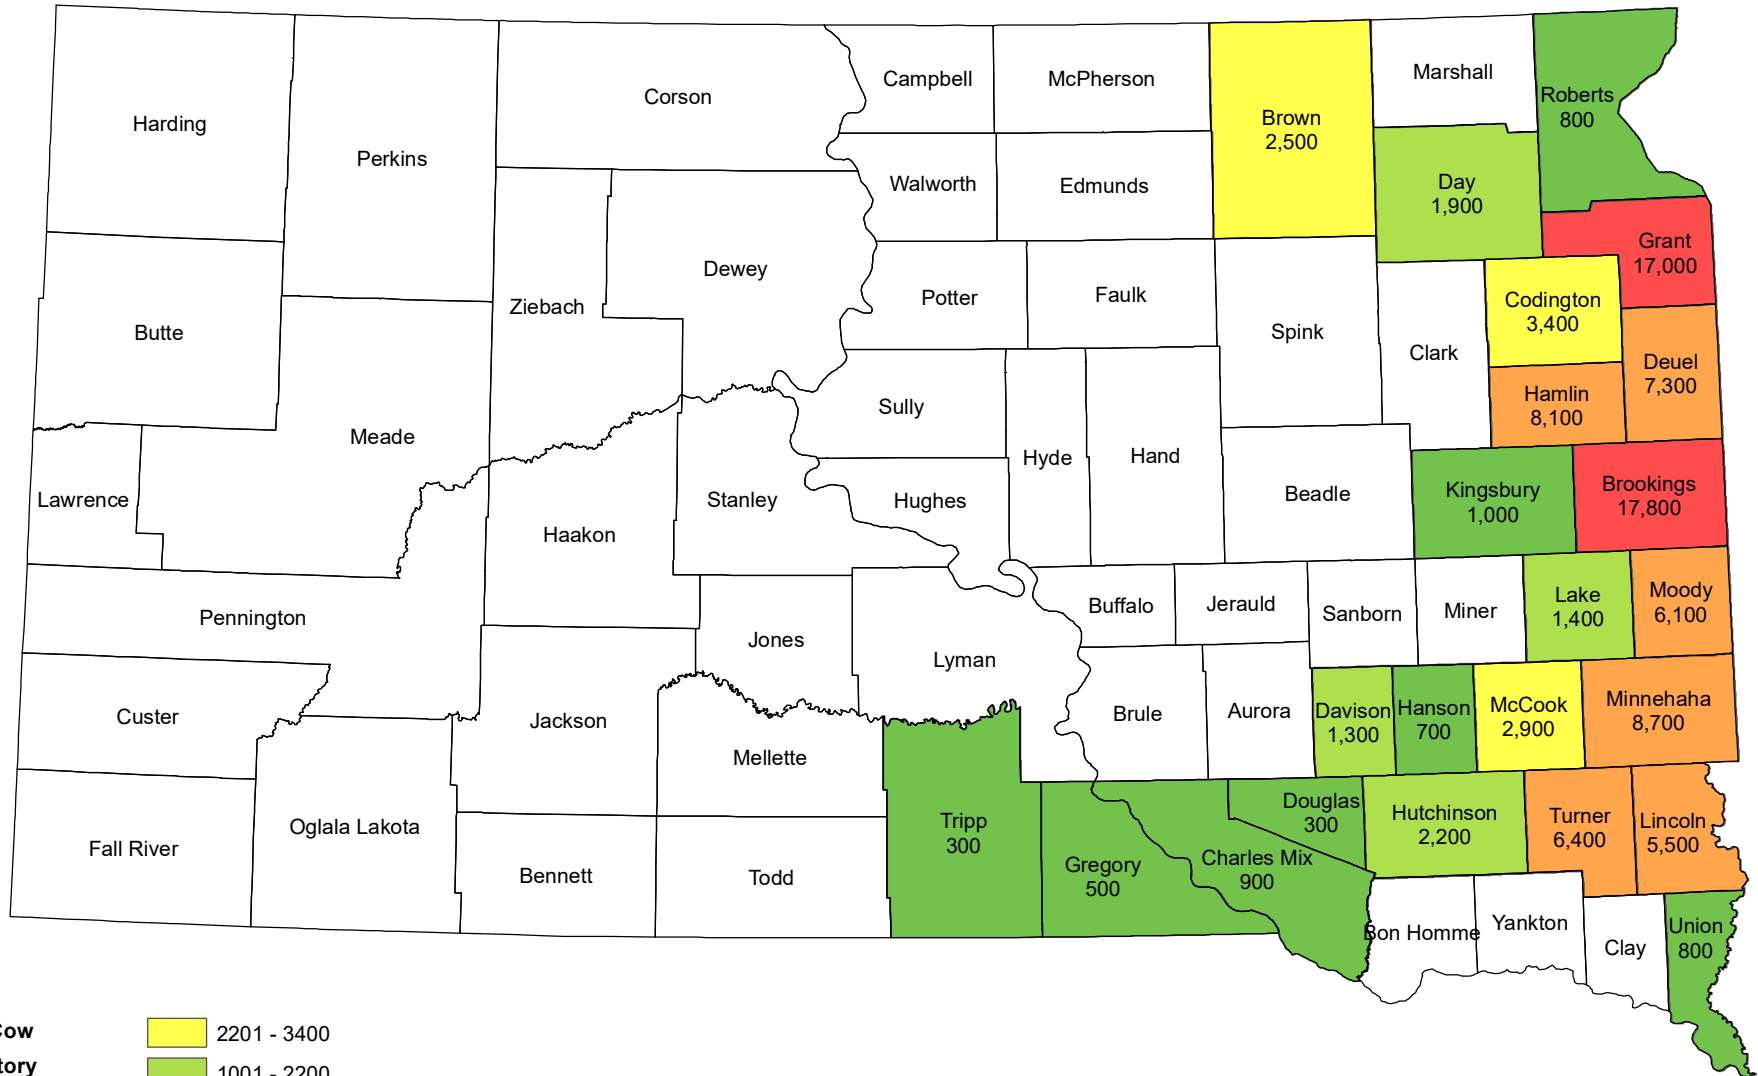 Harding
Perkins
Corson
Campbell
McPherson
Brown
2,500
Marshall
Roberts
800
Walworth
Edmunds
Day
1,900
Butte
Ziebach
Dewey
Potter
Faulk
Spink
Clark
Grant
17,000
Codington
3,400
Deuel
7,300
Hamlin
8,100
Meade
Sully
Hyde
Hand
Lawrence
Haakon
Stanley
Hughes
Beadle
Kingsbury
1,000
Brookings
17,800
Pennington
Jones
Lyman
Buffalo
Jerauld
Sanborn
Miner
Lake
1,400
Moody
6,100
Custer
Jackson
Mellette
Brule
Aurora
Davison
1,300
Hanson
700
McCook
2,900
Minnehaha
8,700
Fall River
Oglala Lakota
Bennett
Todd
Tripp
300
Gregory
500
Charles Mix
900
Douglas
300
Hutchinson
2,200
Turner
6,400
Lincoln
5,500
Bon Homme
Yankton
Clay
Union
800
Cow
2201 - 3400
tory
1001 - 2200